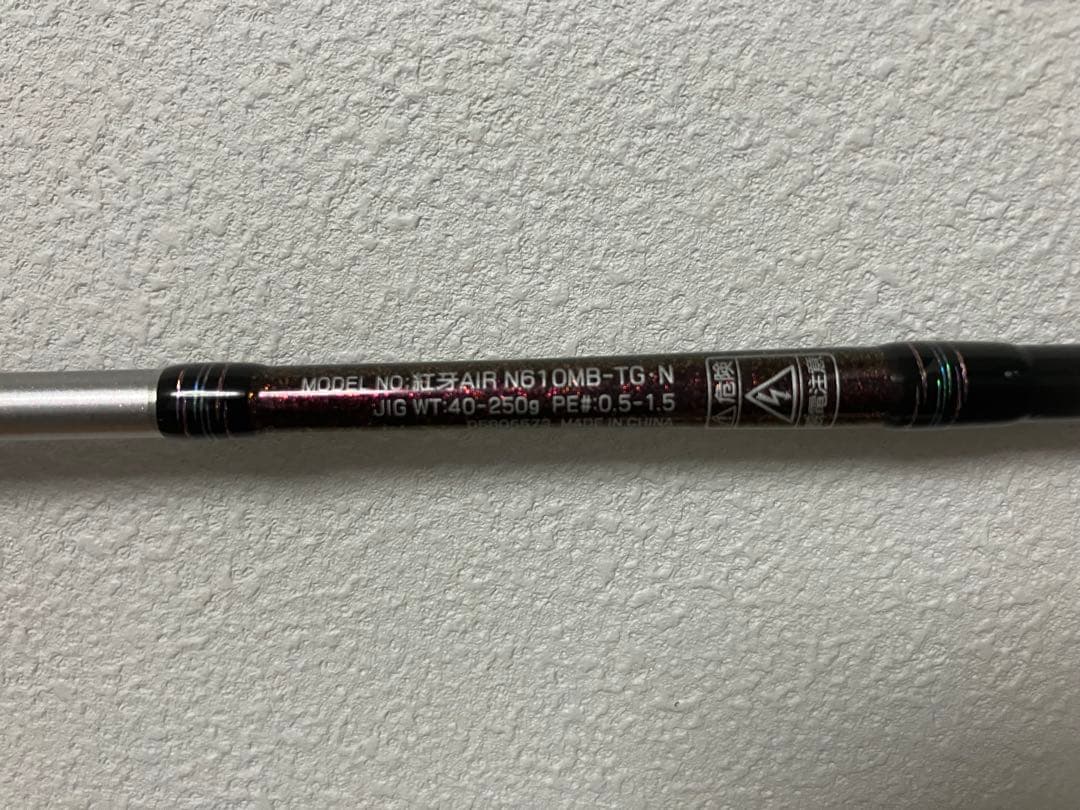 MODEL NO.紅牙AIR N610MB-TG・N
JIG WT:40-250g PE#:0.5-1.5
MADE IN CHINA
危険
感電注意